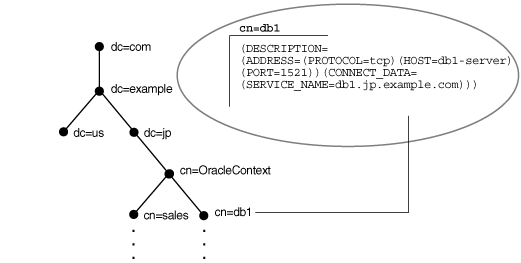 cn=db1
(DESCRIPTION=
(ADDRESS=(PROTOCOL=tcp)(HOST=db1-server)
(PORT=1521))(CONNECT_DATA=
(SERVICE_NAME=db1.jp.example.com)))
dc=com
dc=example
dc=us
dc=jp
cn=OracleContext
cn=sales
cn=db1